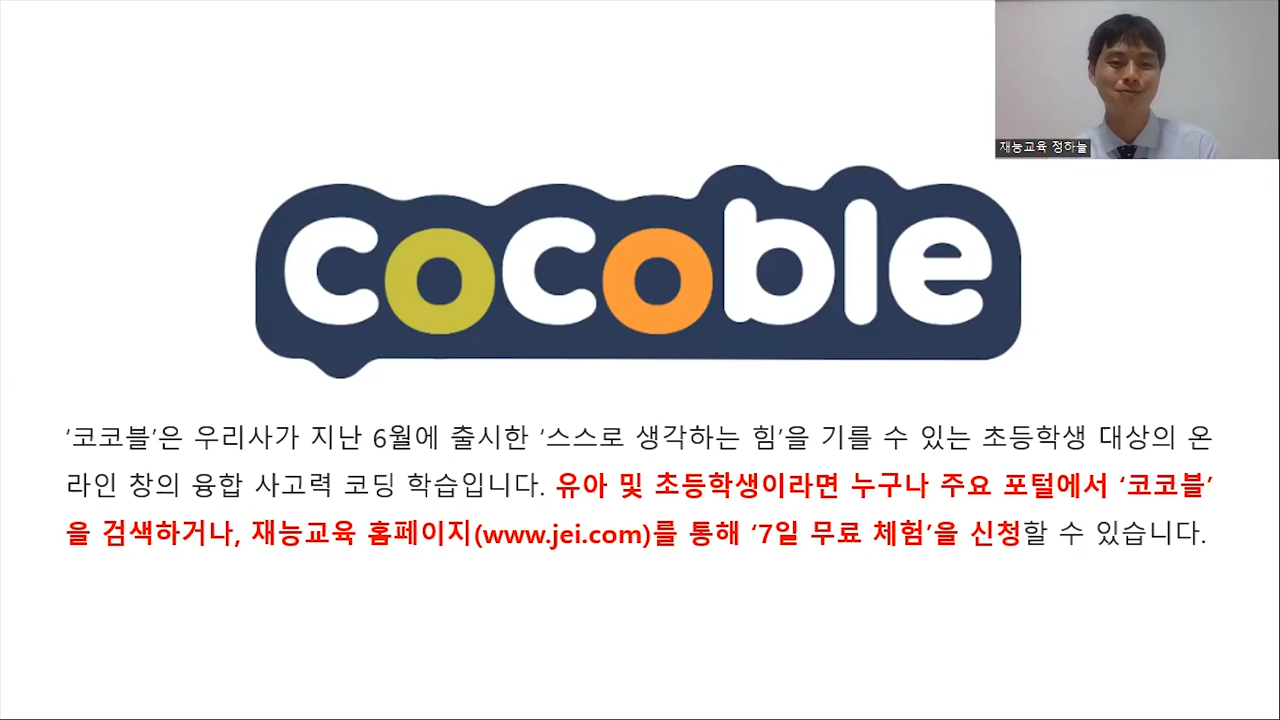 재능교육 정하늘
cocoble
'코코블'은 우리사가 지난 6월에 출시한 '스스로 생각하는 힘'을 기를 수 있는 초등학생 대상의 온
라인 창의 융합 사고력 코딩 학습입니다. 유아 및 초등학생이라면 누구나 주요 포털에서 '코코블'
을 검색하거나, 재능교육 홈페이지(www.jei.com)를 통해 '7일 무료 체험'을 신청할 수 있습니다.